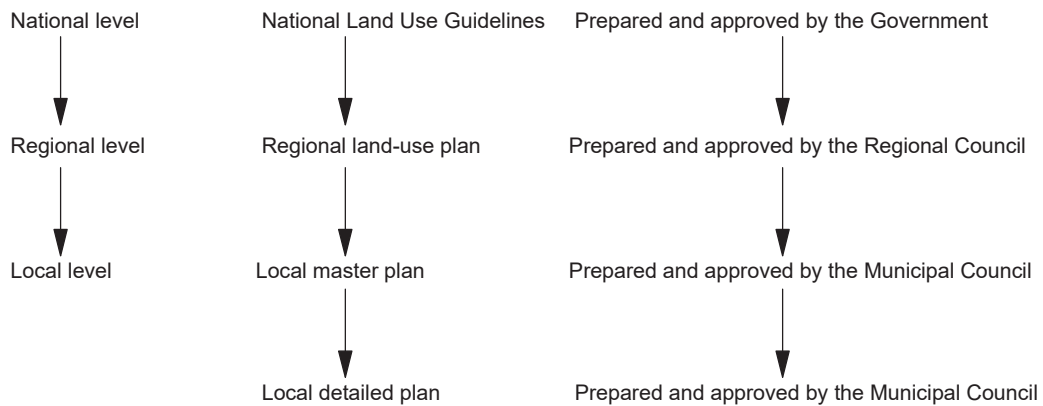 National level
National Land Use Guidelines
Prepared and approved by the Government
Regional level
Regional land-use plan
Prepared and approved by the Regional Council
Local level
Local master plan
Prepared and approved by the Municipal Council
Local detailed plan
Prepared and approved by the Municipal Council